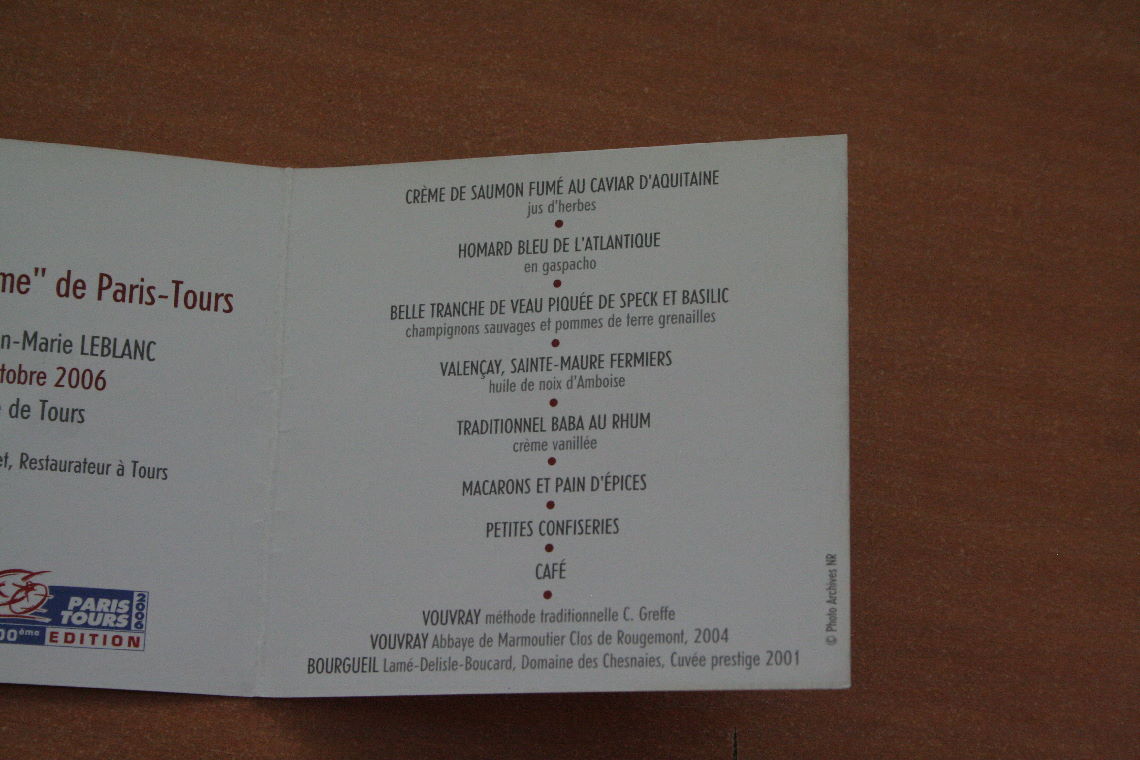 me" de Paris-Tours
n-Marie LEBLANC
tobre 2006
de Tours
et, Restaurateur à Tours
PARIS
TOURS
2006
00ème EDITION
CRÈME DE SAUMON FUMÉ AU CAVIAR D'AQUITAINE
jus d'herbes
HOMARD BLEU DE L'ATLANTIQUE
en gaspacho
BELLE TRANCHE DE VEAU PIQUÉE DE SPECK ET BASILIC
champignons sauvages et pommes de terre grenailles
VALENÇAY, SAINTE-MAURE FERMIERS
huile de noix d'Amboise
TRADITIONNEL BABA AU RHUM
crème vanillée
MACARONS ET PAIN D'ÉPICES
PETITES CONFISERIES
CAFÉ
VOUVRAY méthode traditionnelle C. Greffe
VOUVRAY Abbaye de Marmoutier Clos de Rougemont, 2004
BOURGUEIL Lamé-Delisle-Boucard, Domaine des Chesnaies, Cuvée prestige 2001
© Photo Archives NR